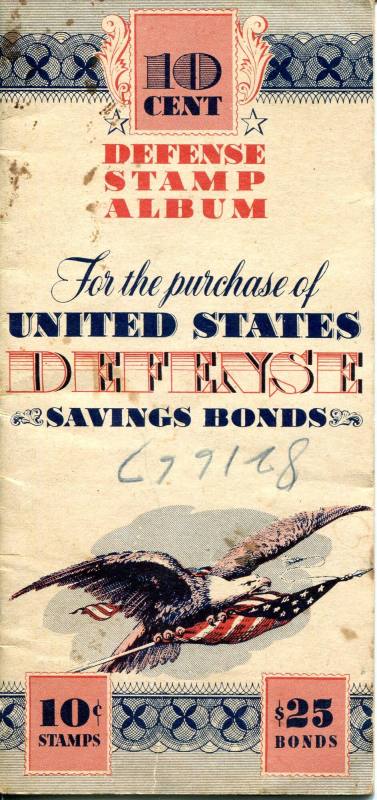 10
CENT
DEFENSE
STAMP
ALBUM
For the purchase of
UNITED STATES
DEFENSE
SAVINGS BONDS
10¢
STAMPS
$25
BONDS